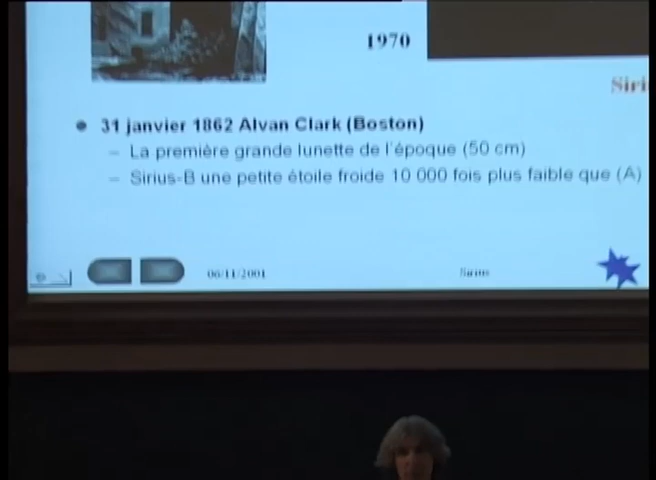 1970
Siri
31 janvier 1862 Alvan Clark (Boston)
– La première grande lunette de l'époque (50 cm)
– Sirius-B une petite étoile froide 10 000 fois plus faible que (A)
06/11/2001
Sirius